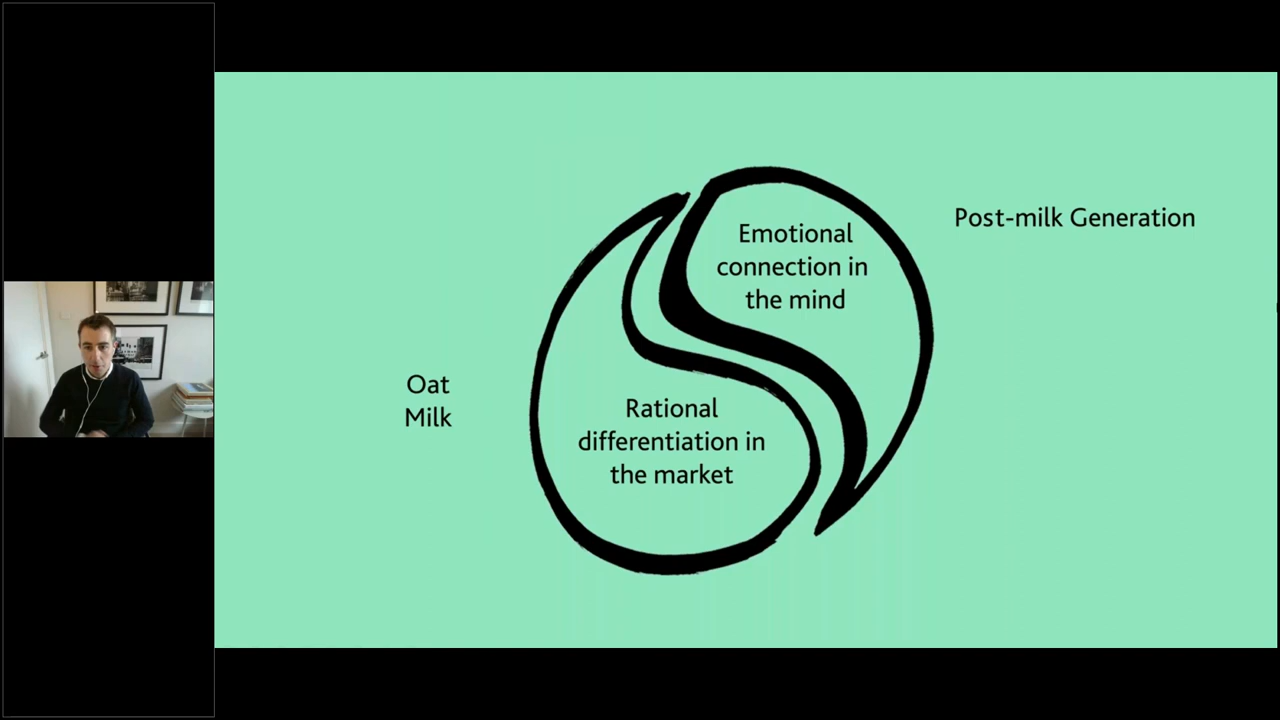 Post-milk Generation
Emotional
connection in
the mind
Oat
Milk
Rational
differentiation in
the market